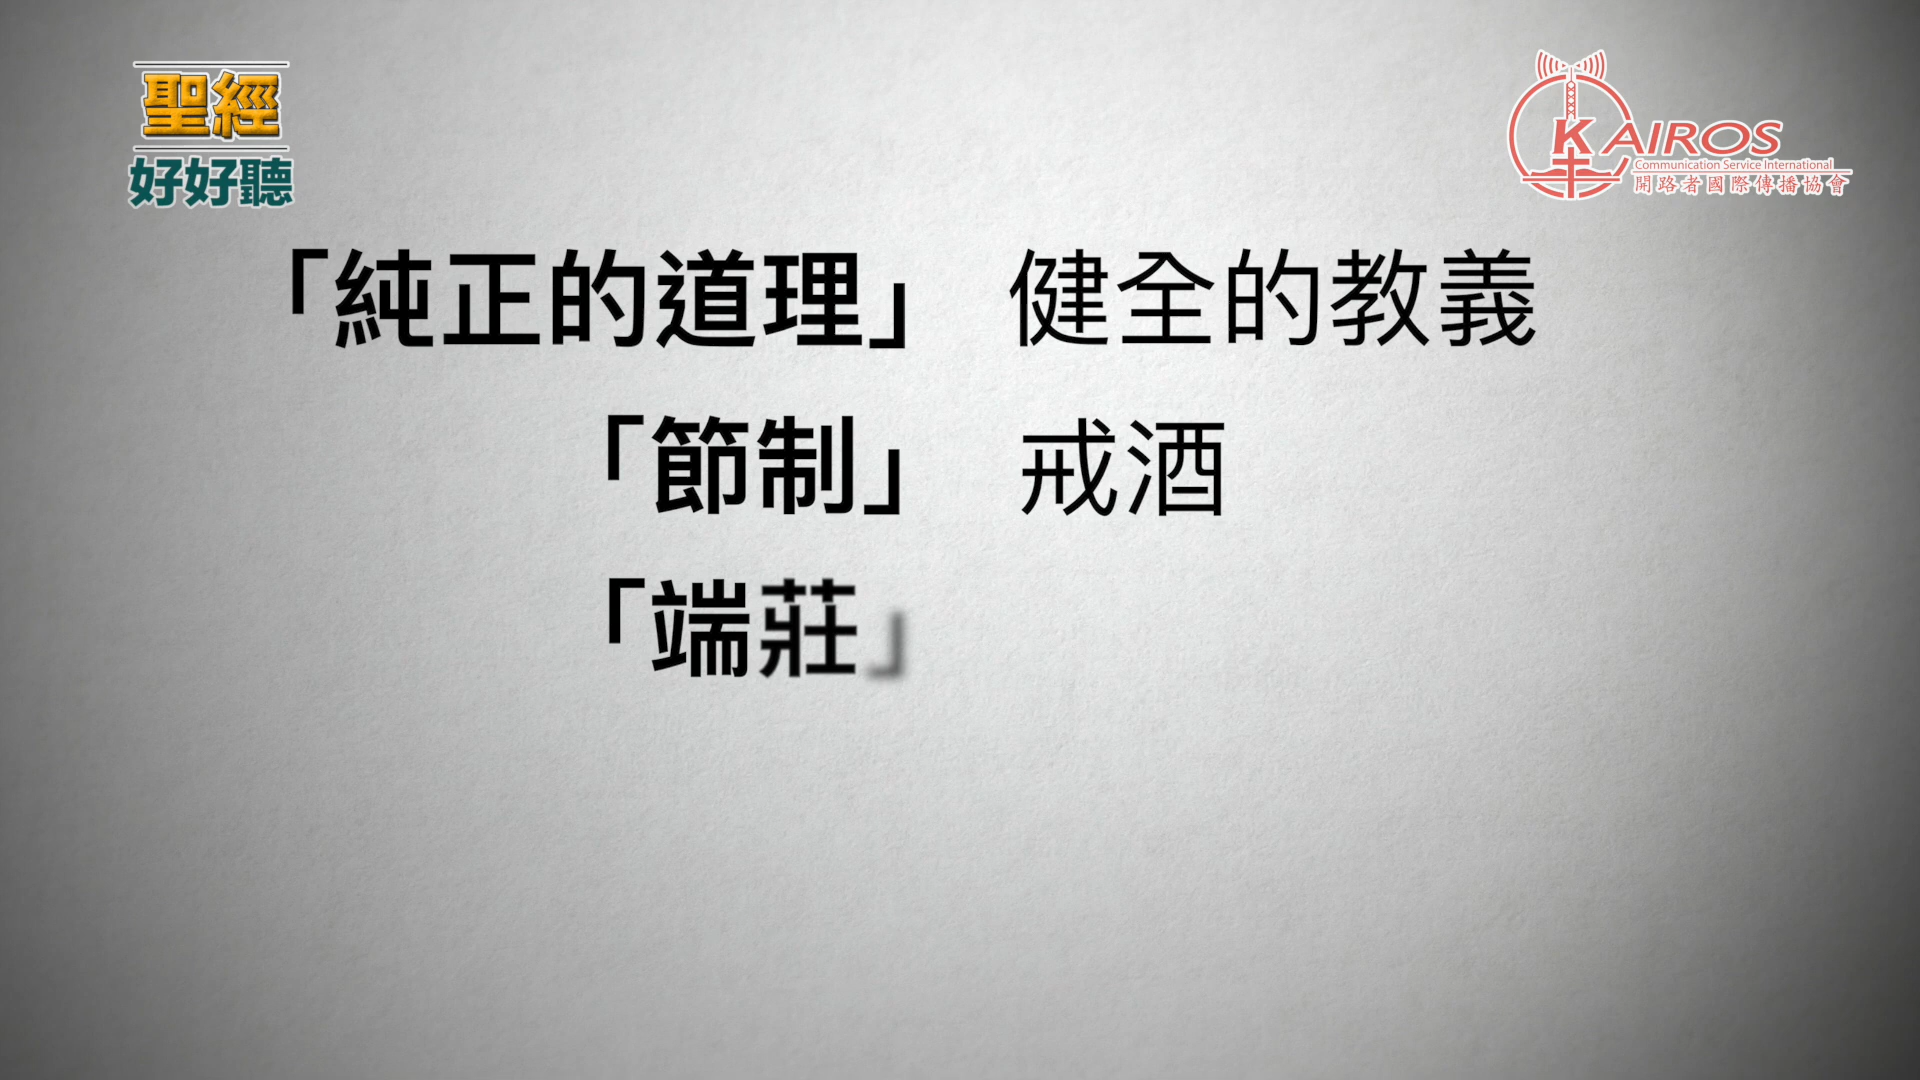 聖經
好好聽
KAIROS
Communication Service International
開路者國際傳播協會
「純正的道理」 健全的教義
「節制」 戒酒
「端莊」